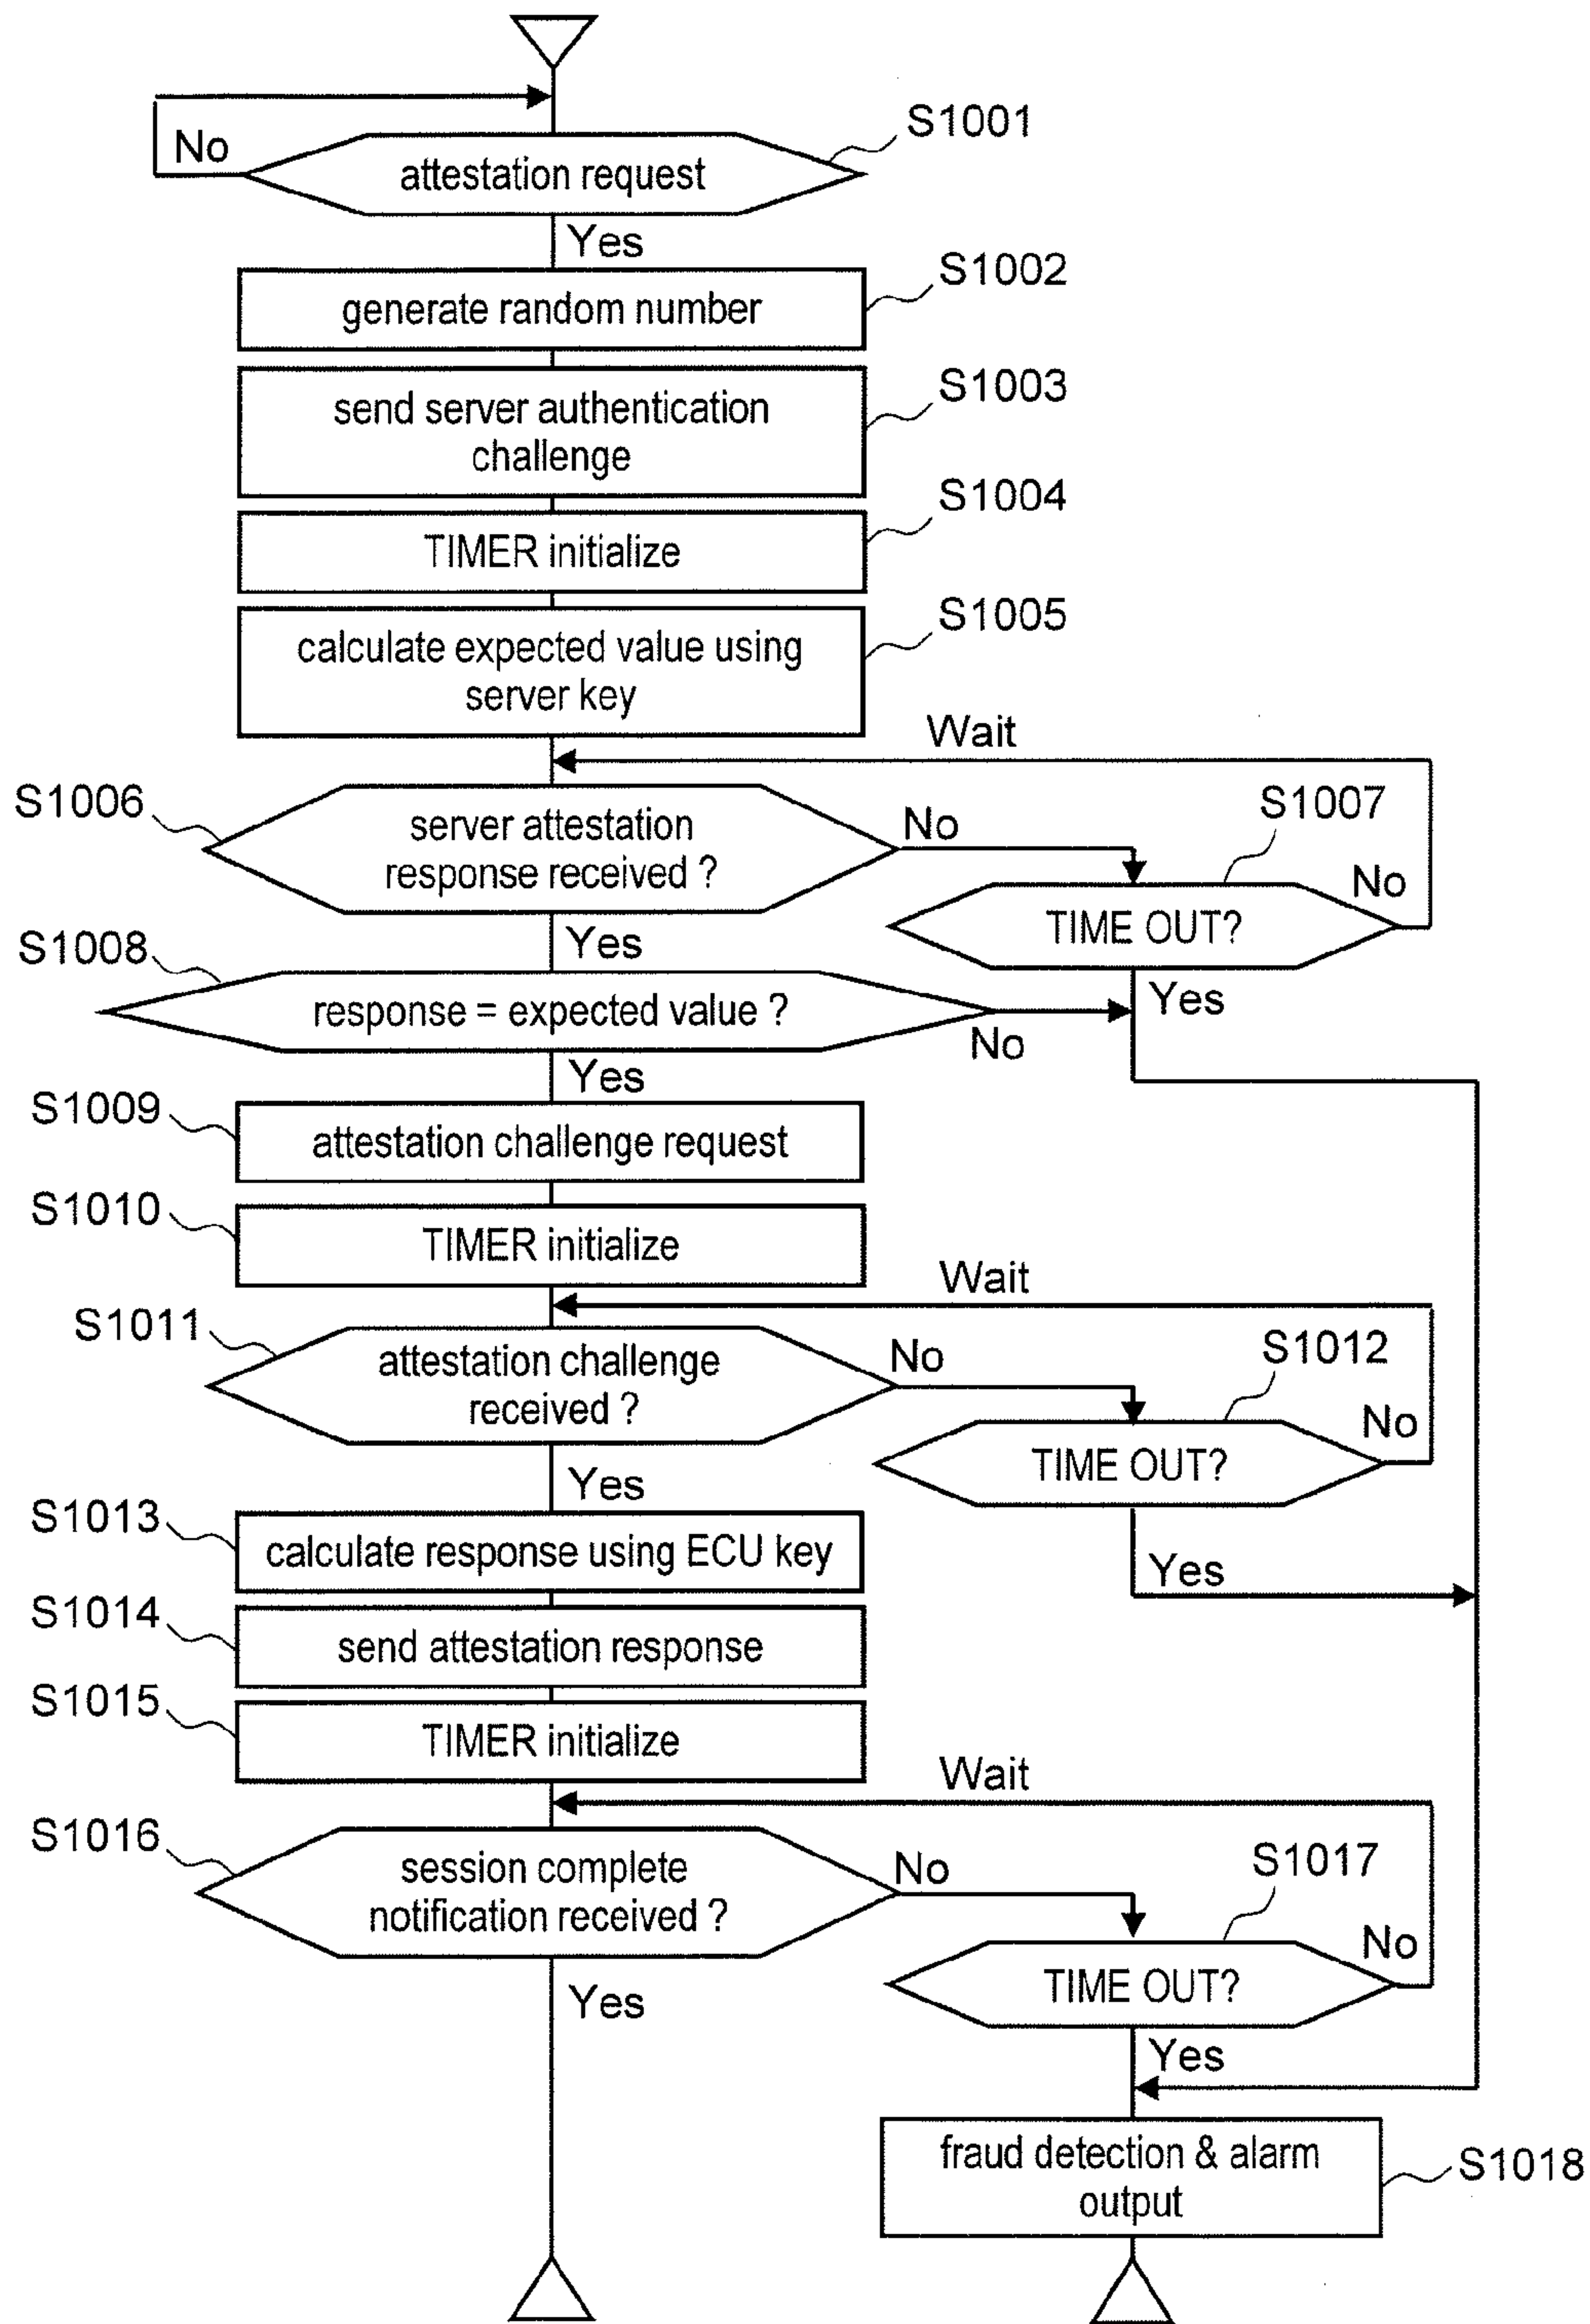 S1001
No
attestation request
Yes
S1002
generate random number
S1003
send server authentication
challenge
S1004
TIMER initialize
S1005
calculate expected value using
server key
Wait
S1006
server attestation
response received ?
No
S1007
TIME OUT?
No
Yes
Yes
S1008
response = expected value ?
No
Yes
S1009
attestation challenge request
S1010
TIMER initialize
Wait
S1011
attestation challenge
received ?
No
S1012
TIME OUT?
No
Yes
Yes
S1013
calculate response using ECU key
S1014
send attestation response
S1015
TIMER initialize
Wait
S1016
session complete
notification received ?
No
S1017
TIME OUT?
No
Yes
Yes
fraud detection & alarm
output
S1018